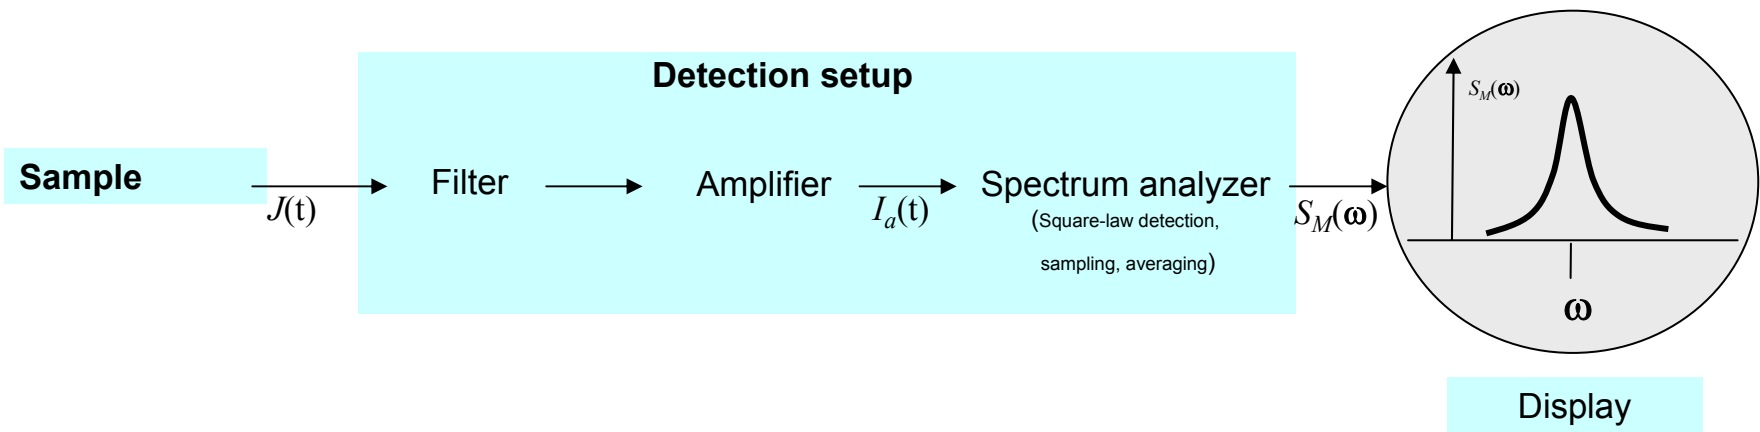 Detection setup
Sample
J(t)
Filter
Amplifier
I_a(t)
Spectrum analyzer
(Square-law detection,
sampling, averaging)
S_M(ω)
S_M(ω)
ω
Display